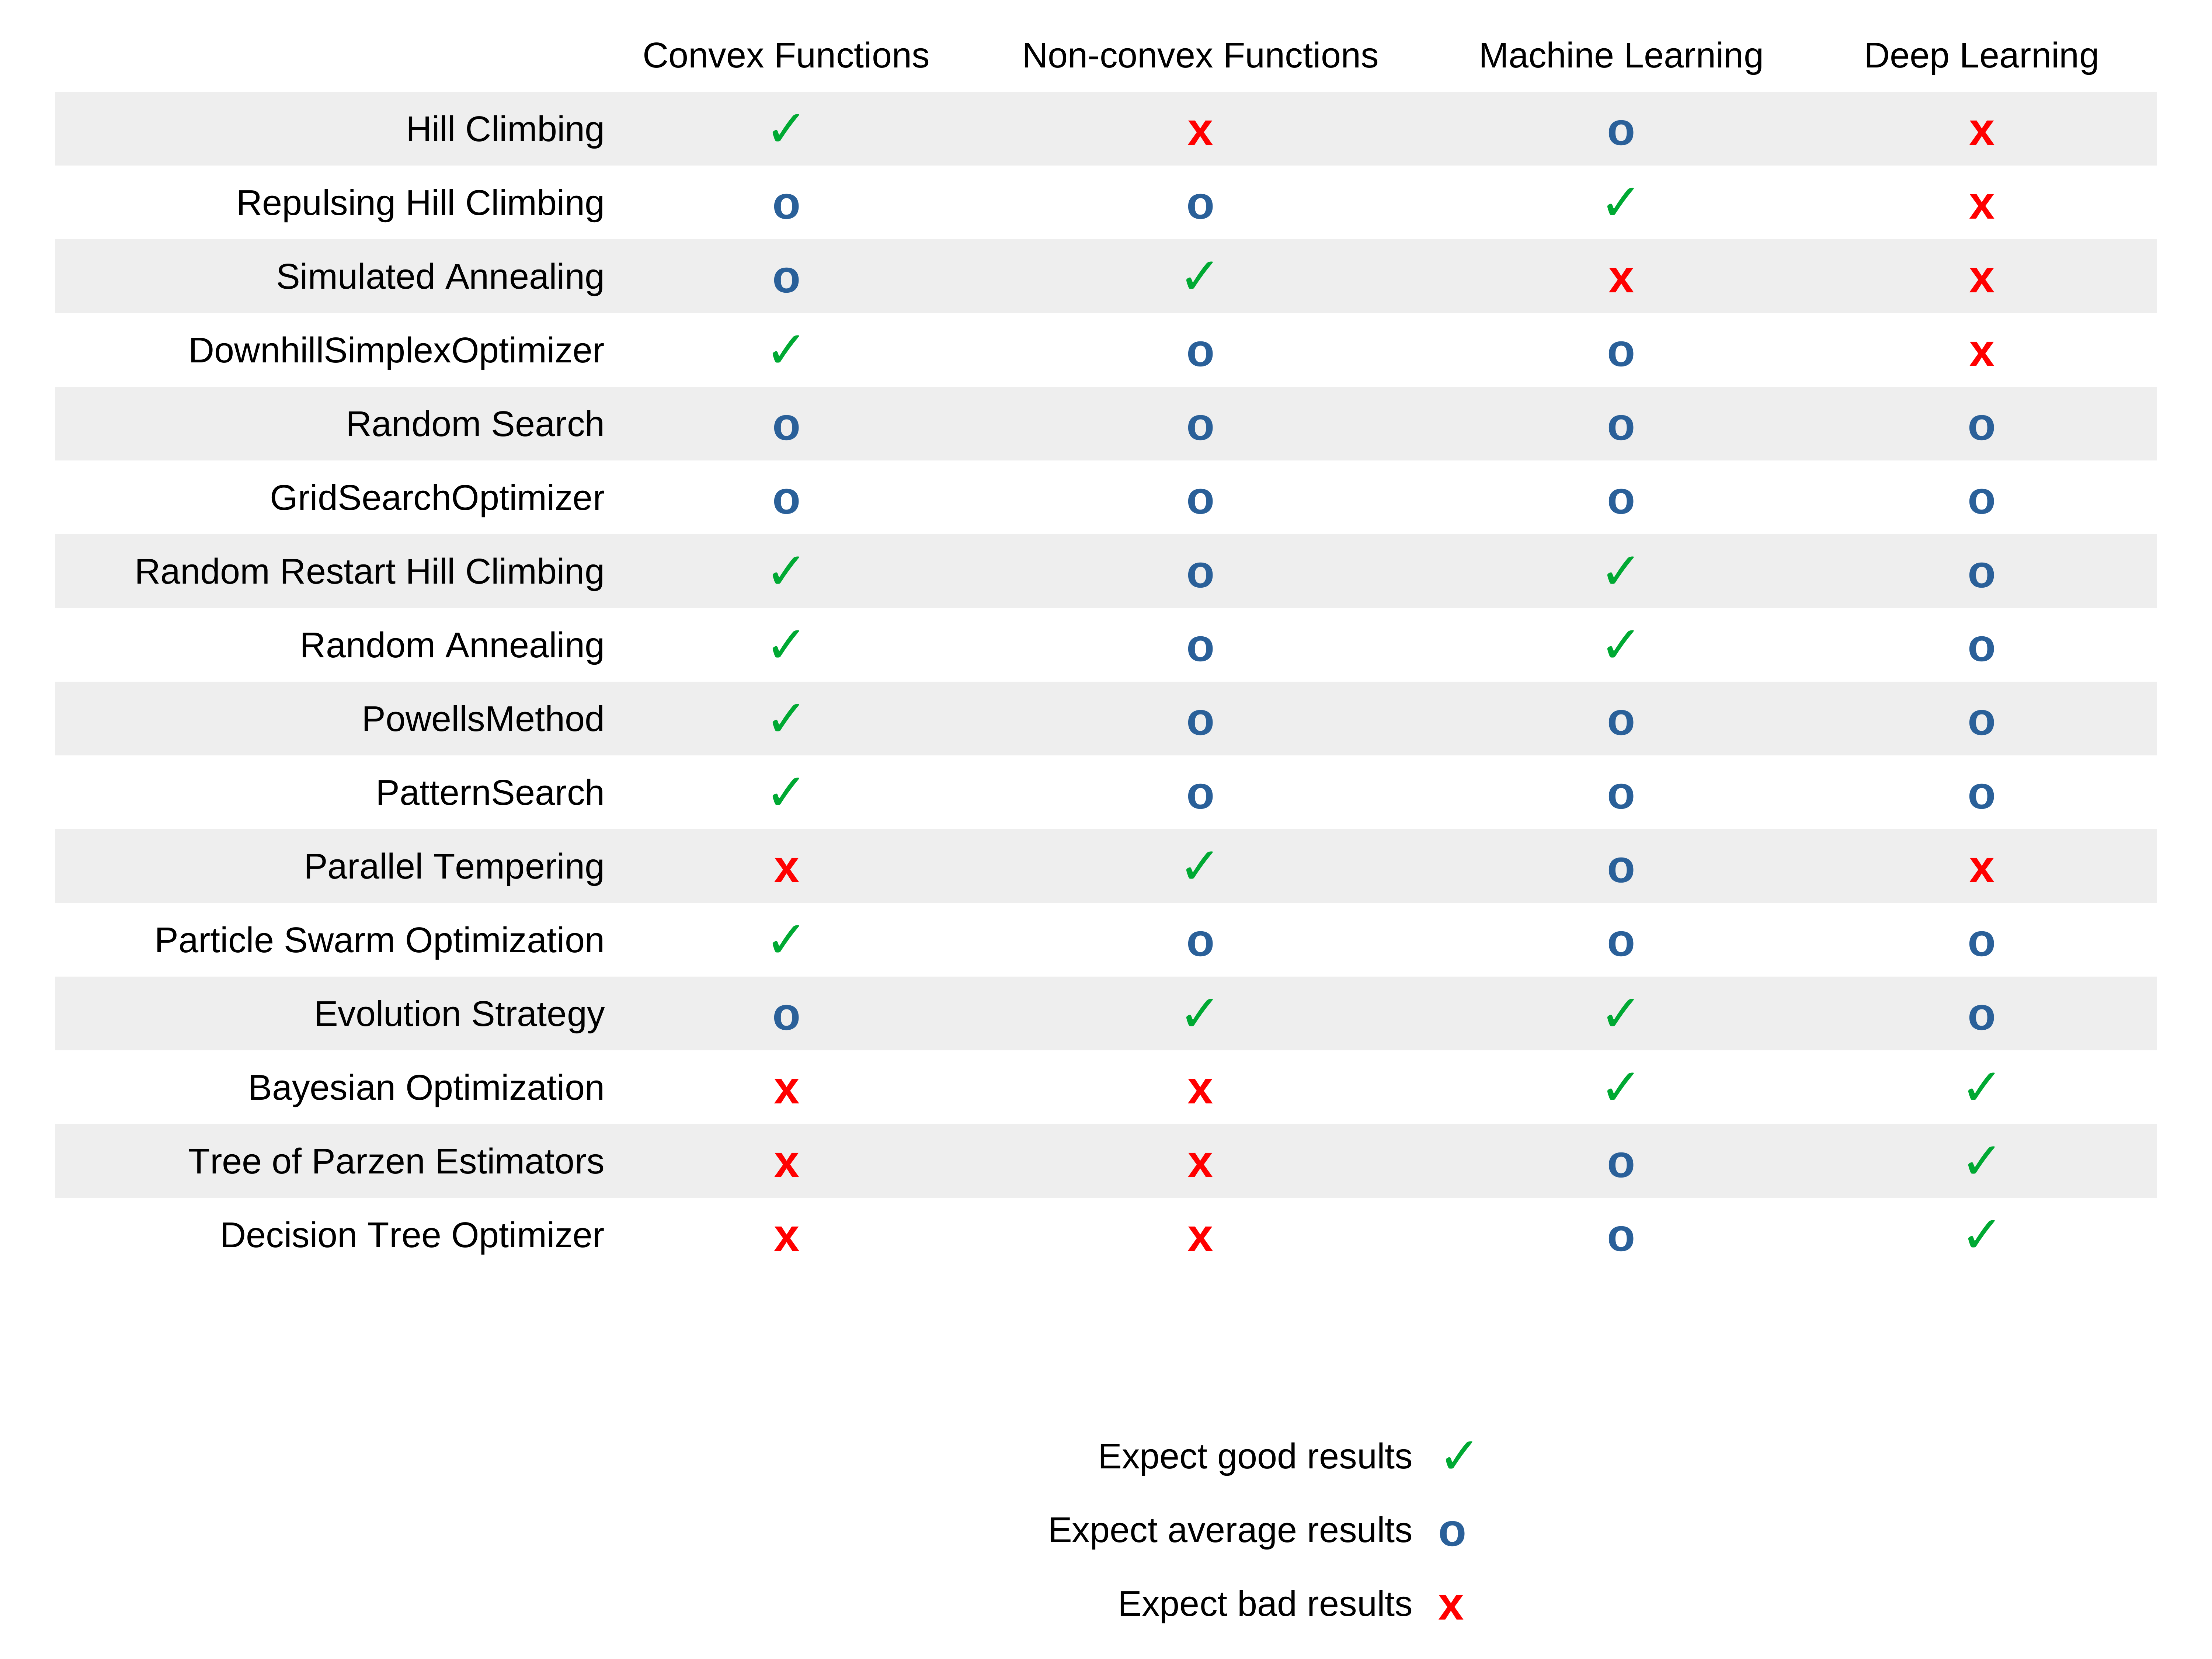 Convex Functions Non-convex Functions Machine Learning Deep Learning
Hill Climbing ✓ x o x
Repulsing Hill Climbing o o ✓ x
Simulated Annealing o ✓ x x
DownhillSimplexOptimizer ✓ o o x
Random Search o o o o
GridSearchOptimizer o o o o
Random Restart Hill Climbing ✓ o ✓ o
Random Annealing ✓ o ✓ o
PowellsMethod ✓ o o o
PatternSearch ✓ o o o
Parallel Tempering x ✓ o x
Particle Swarm Optimization ✓ o o o
Evolution Strategy o ✓ ✓ o
Bayesian Optimization x x ✓ ✓
Tree of Parzen Estimators x x o ✓
Decision Tree Optimizer x x o ✓
Expect good results ✓
Expect average results o
Expect bad results x